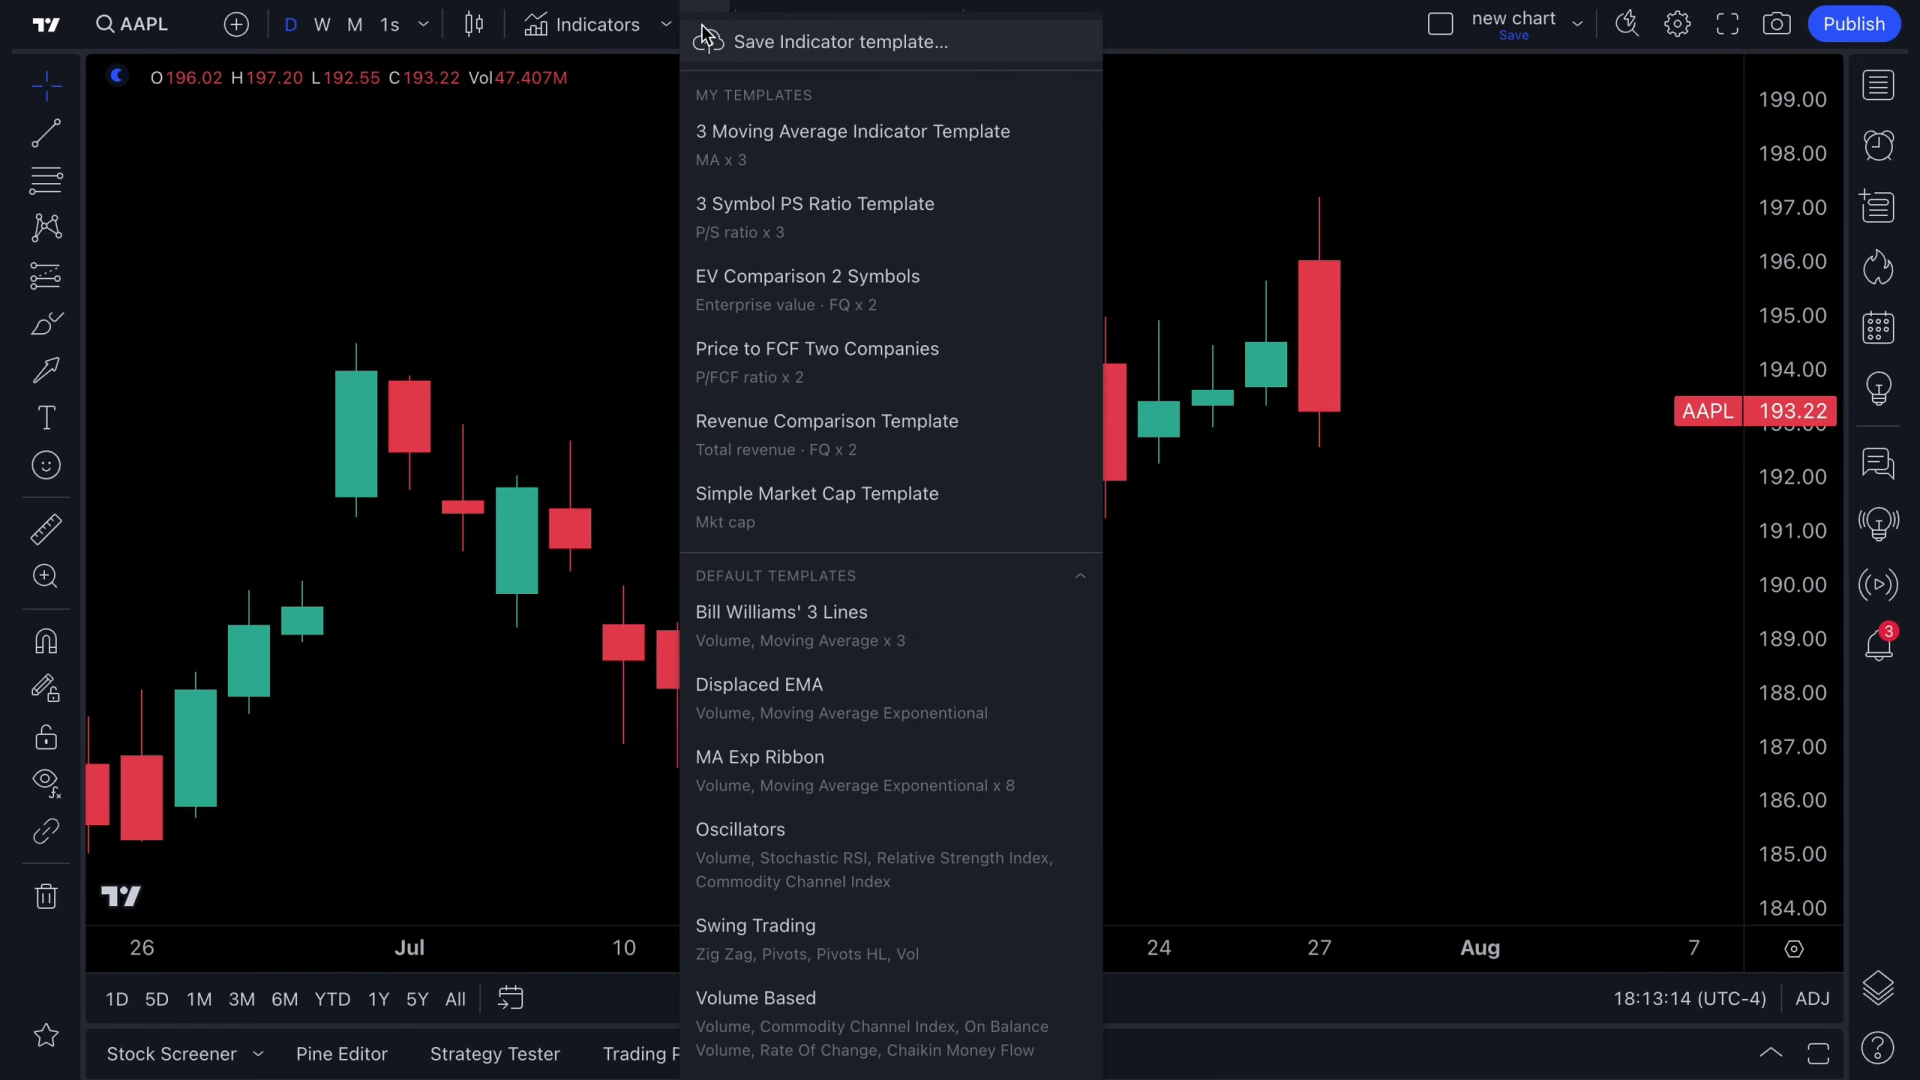 AAPL
D W M 1s
Indicators
new chart
Save
Publish
O196.02 H197.20 L192.55 C193.22 Vol47.407M
Save Indicator template...
MY TEMPLATES
3 Moving Average Indicator Template
MA x 3
3 Symbol PS Ratio Template
P/S ratio x 3
EV Comparison 2 Symbols
Enterprise value · FQ x 2
Price to FCF Two Companies
P/FCF ratio x 2
Revenue Comparison Template
Total revenue · FQ x 2
Simple Market Cap Template
Mkt cap
DEFAULT TEMPLATES
Bill Williams' 3 Lines
Volume, Moving Average x 3
Displaced EMA
Volume, Moving Average Exponentional
MA Exp Ribbon
Volume, Moving Average Exponentional x 8
Oscillators
Volume, Stochastic RSI, Relative Strength Index,
Commodity Channel Index
Swing Trading
Zig Zag, Pivots, Pivots HL, Vol
Volume Based
Volume, Commodity Channel Index, On Balance
Volume, Rate Of Change, Chaikin Money Flow
199.00
198.00
197.00
196.00
195.00
194.00
AAPL 193.22
192.00
191.00
190.00
189.00
188.00
187.00
186.00
185.00
184.00
3
26 Jul 10 24 27 Aug 7
1D 5D 1M 3M 6M YTD 1Y 5Y All
18:13:14 (UTC-4) ADJ
Stock Screener Pine Editor Strategy Tester Trading P